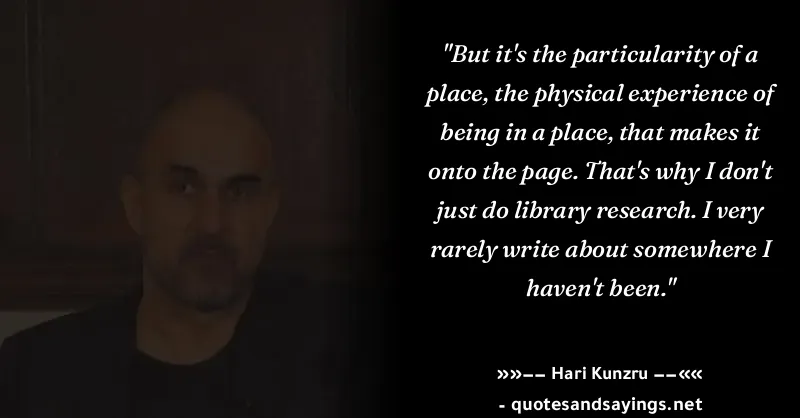 "But it's the particularity of a
place, the physical experience of
being in a place, that makes it
onto the page. That's why I don't
just do library research. I very
rarely write about somewhere I
haven't been."
»»–– Hari Kunzru ––««
- quotesandsayings.net